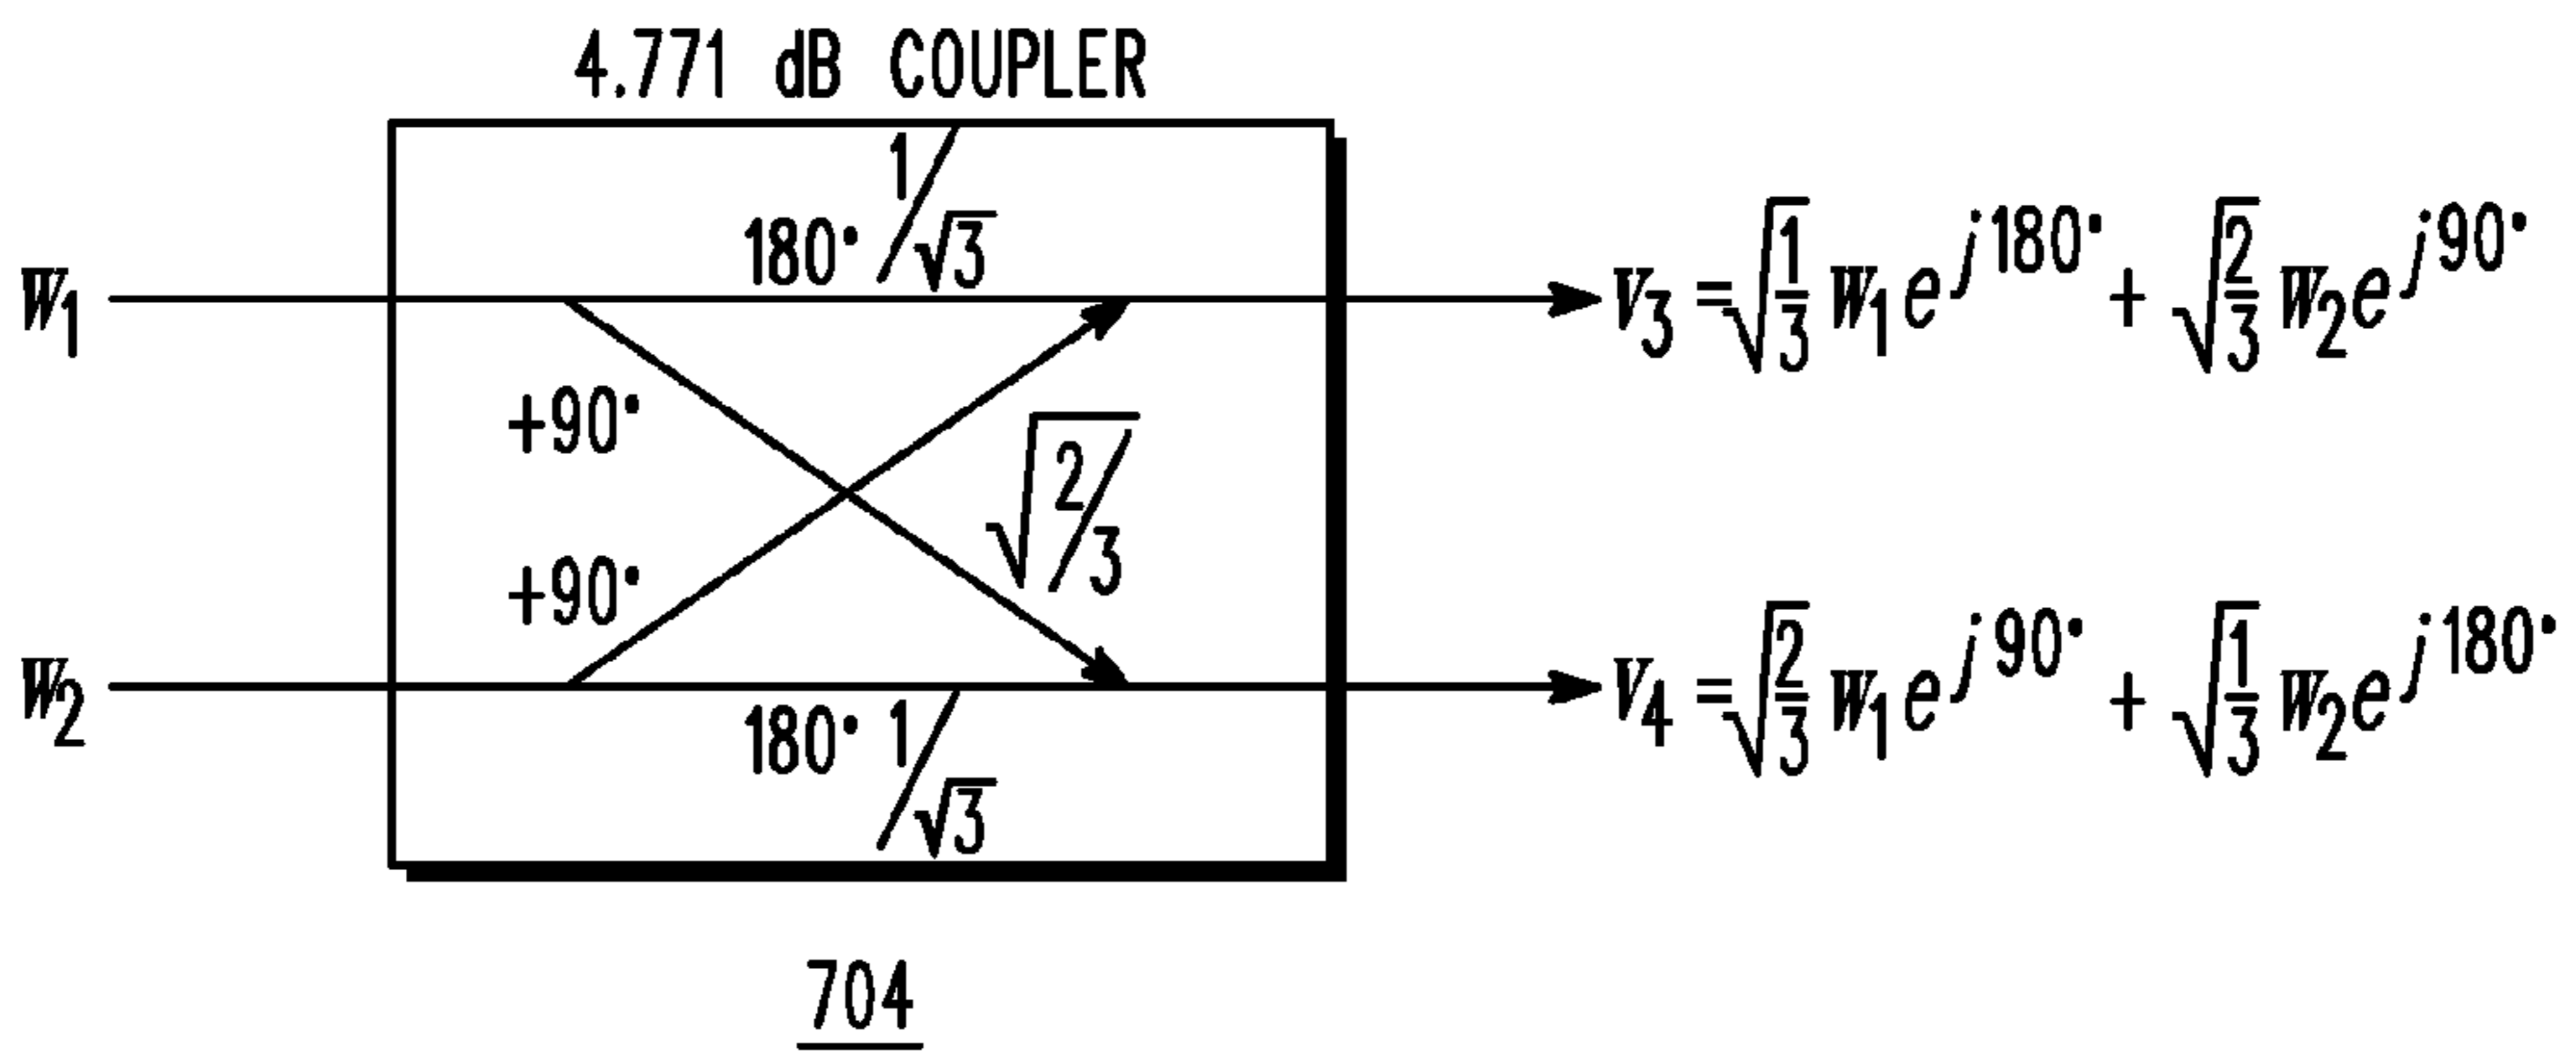 4.771 dB COUPLER
1/√3
180°
W1
v3 = √1/3 w1 e^j180° + √2/3 w2 e^j90°
+90°
√2/3
+90°
W2
v4 = √2/3 w1 e^j90° + √1/3 w2 e^j180°
180° 1/√3
704